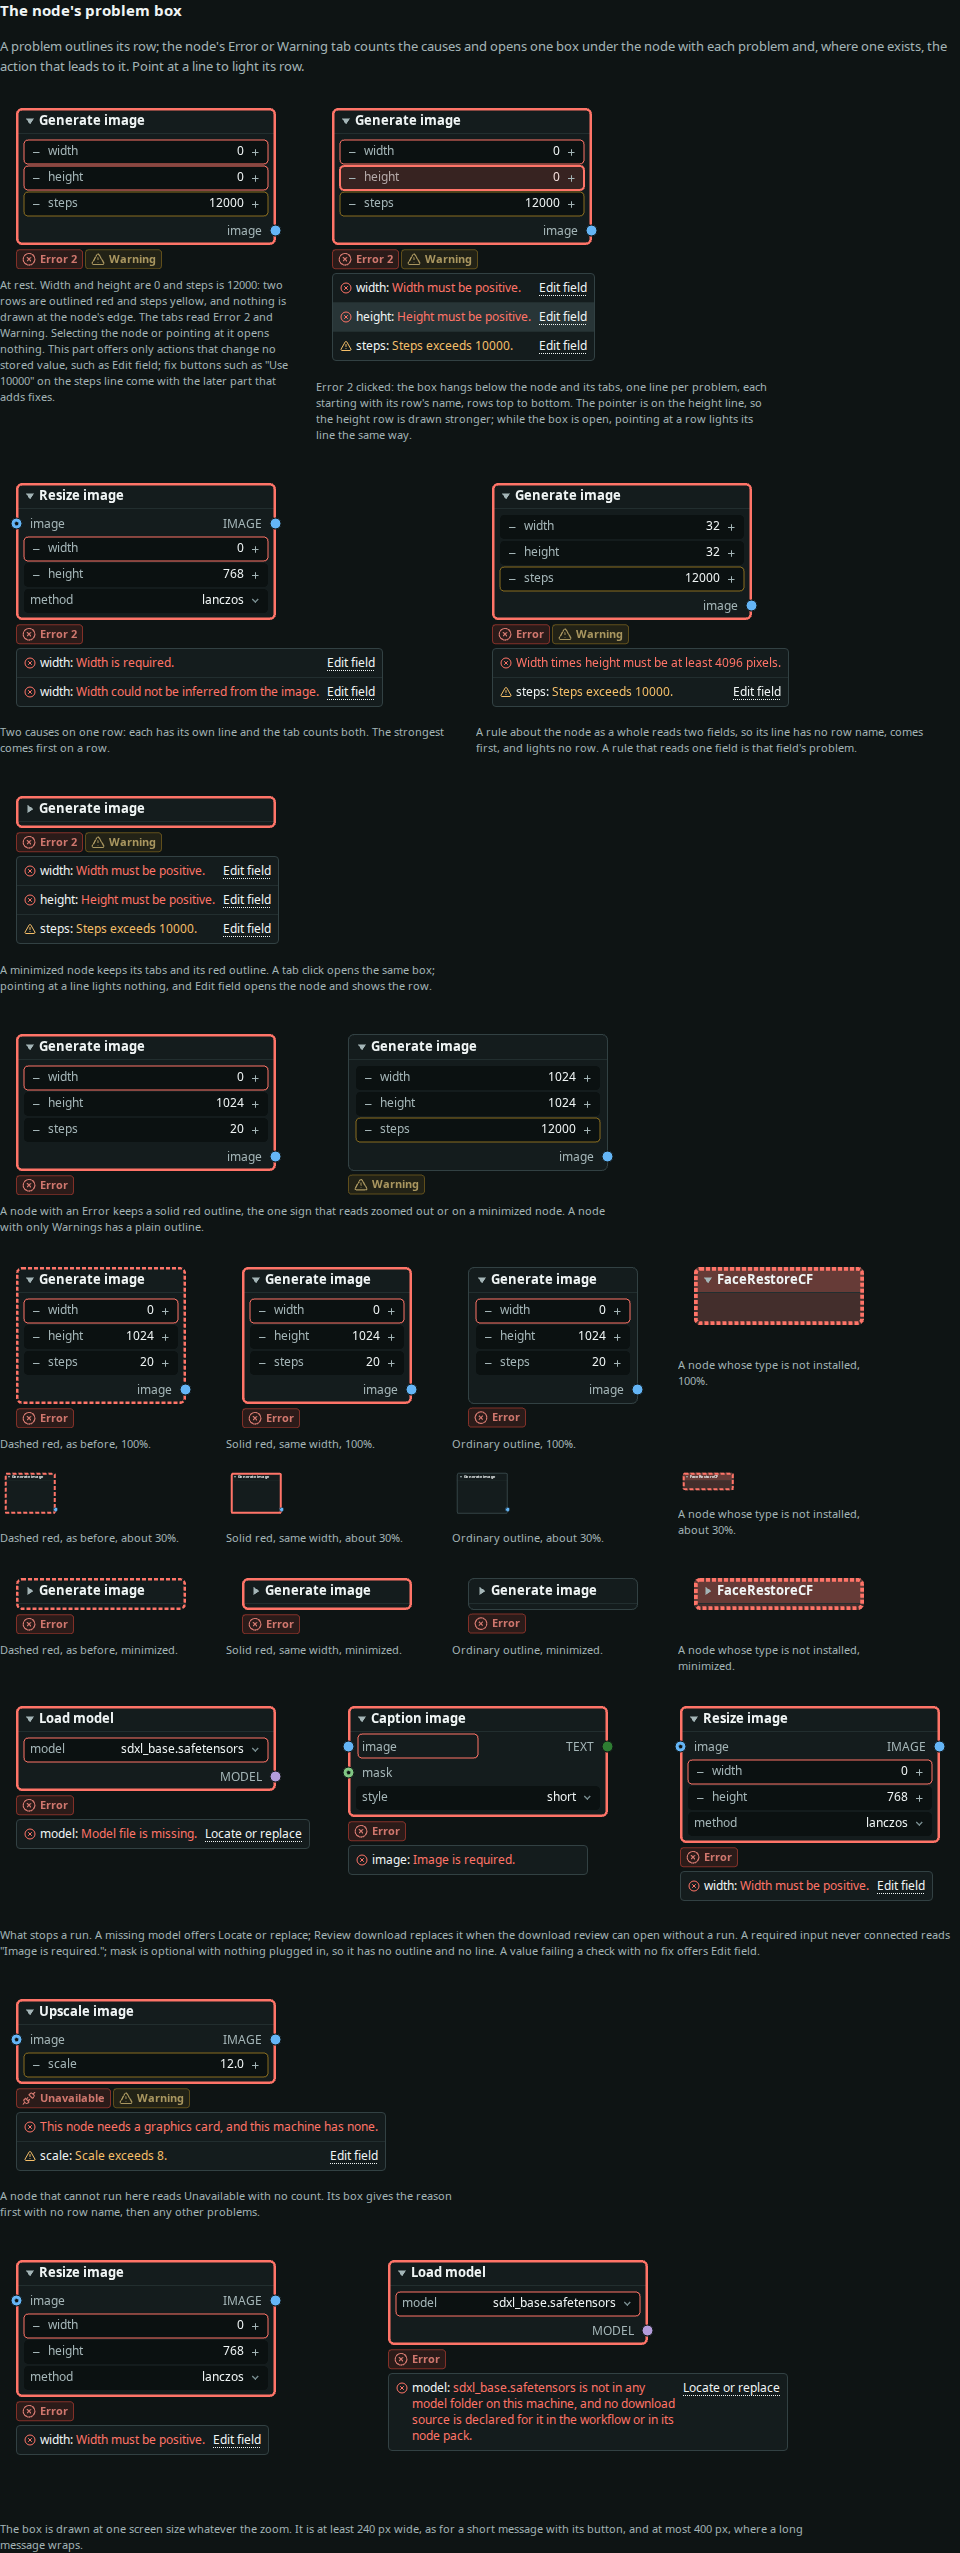 The node's problem box
A problem outlines its row; the node's Error or Warning tab counts the causes and opens one box under the node with each problem and, where one exists, the
action that leads to it. Point at a line to light its row.
Generate image
width 0
height 0
steps 12000
image
Error 2 Warning
At rest. Width and height are 0 and steps is 12000: two
rows are outlined red and steps yellow, and nothing is
drawn at the node's edge. The tabs read Error 2 and
Warning. Selecting the node or pointing at it opens
nothing. This part offers only actions that change no
stored value, such as Edit field; fix buttons such as "Use
10000" on the steps line come with the later part that
adds fixes.
Generate image
width 0
height 0
steps 12000
image
Error 2 Warning
width: Width must be positive. Edit field
height: Height must be positive. Edit field
steps: Steps exceeds 10000. Edit field
Error 2 clicked: the box hangs below the node and its tabs, one line per problem, each
starting with its row's name, rows top to bottom. The pointer is on the height line, so
the height row is drawn stronger; while the box is open, pointing at a row lights its
line the same way.
Resize image
image IMAGE
width 0
height 768
method lanczos
Error 2
width: Width is required. Edit field
width: Width could not be inferred from the image. Edit field
Two causes on one row: each has its own line and the tab counts both. The strongest
comes first on a row.
Generate image
width 32
height 32
steps 12000
image
Error Warning
Width times height must be at least 4096 pixels.
steps: Steps exceeds 10000. Edit field
A rule about the node as a whole reads two fields, so its line has no row name, comes
first, and lights no row. A rule that reads one field is that field's problem.
Generate image
Error 2 Warning
width: Width must be positive. Edit field
height: Height must be positive. Edit field
steps: Steps exceeds 10000. Edit field
A minimized node keeps its tabs and its red outline. A tab click opens the same box;
pointing at a line lights nothing, and Edit field opens the node and shows the row.
Generate image
width 0
height 1024
steps 20
image
Error
Generate image
width 1024
height 1024
steps 12000
image
Warning
A node with an Error keeps a solid red outline, the one sign that reads zoomed out or on a minimized node. A node
with only Warnings has a plain outline.
Generate image
width 0
height 1024
steps 20
image
Error
Dashed red, as before, 100%.
Generate image
width 0
height 1024
steps 20
image
Error
Solid red, same width, 100%.
Generate image
width 0
height 1024
steps 20
image
Error
Ordinary outline, 100%.
FaceRestoreCF
A node whose type is not installed,
100%.
Generate image
Dashed red, as before, about 30%.
Generate image
Solid red, same width, about 30%.
Generate image
Ordinary outline, about 30%.
FaceRestoreCF
A node whose type is not installed,
about 30%.
Generate image
Error
Dashed red, as before, minimized.
Generate image
Error
Solid red, same width, minimized.
Generate image
Error
Ordinary outline, minimized.
FaceRestoreCF
A node whose type is not installed,
minimized.
Load model
model sdxl_base.safetensors
MODEL
Error
model: Model file is missing. Locate or replace
Caption image
image TEXT
mask
style short
Error
image: Image is required.
Resize image
image IMAGE
width 0
height 768
method lanczos
Error
width: Width must be positive. Edit field
What stops a run. A missing model offers Locate or replace; Review download replaces it when the download review can open without a run. A required input never connected reads
"Image is required."; mask is optional with nothing plugged in, so it has no outline and no line. A value failing a check with no fix offers Edit field.
Upscale image
image IMAGE
scale 12.0
Unavailable Warning
This node needs a graphics card, and this machine has none.
scale: Scale exceeds 8. Edit field
A node that cannot run here reads Unavailable with no count. Its box gives the reason
first with no row name, then any other problems.
Resize image
image IMAGE
width 0
height 768
method lanczos
Error
width: Width must be positive. Edit field
Load model
model sdxl_base.safetensors
MODEL
Error
model: sdxl_base.safetensors is not in any Locate or replace
model folder on this machine, and no download
source is declared for it in the workflow or in its
node pack.
The box is drawn at one screen size whatever the zoom. It is at least 240 px wide, as for a short message with its button, and at most 400 px, where a long
message wraps.